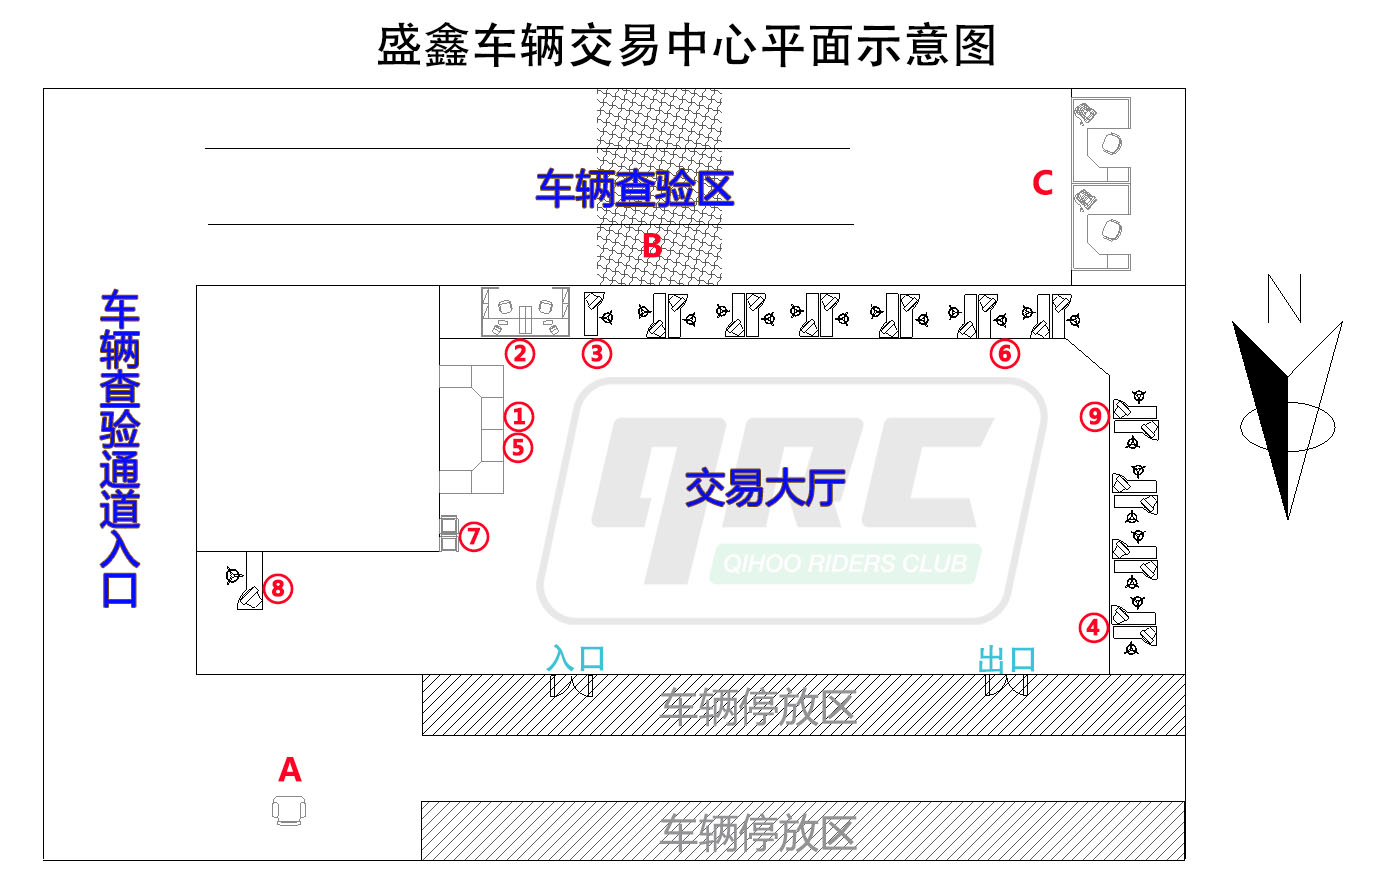 盛鑫车辆交易中心平面示意图
车辆查验区
C
B
车辆查验通道入口
N
②
③
⑥
①
⑨
⑤
QRC
交易大厅
⑦
QIHOO RIDERS CLUB
⑧
④
入口
出口
车辆停放区
A
车辆停放区